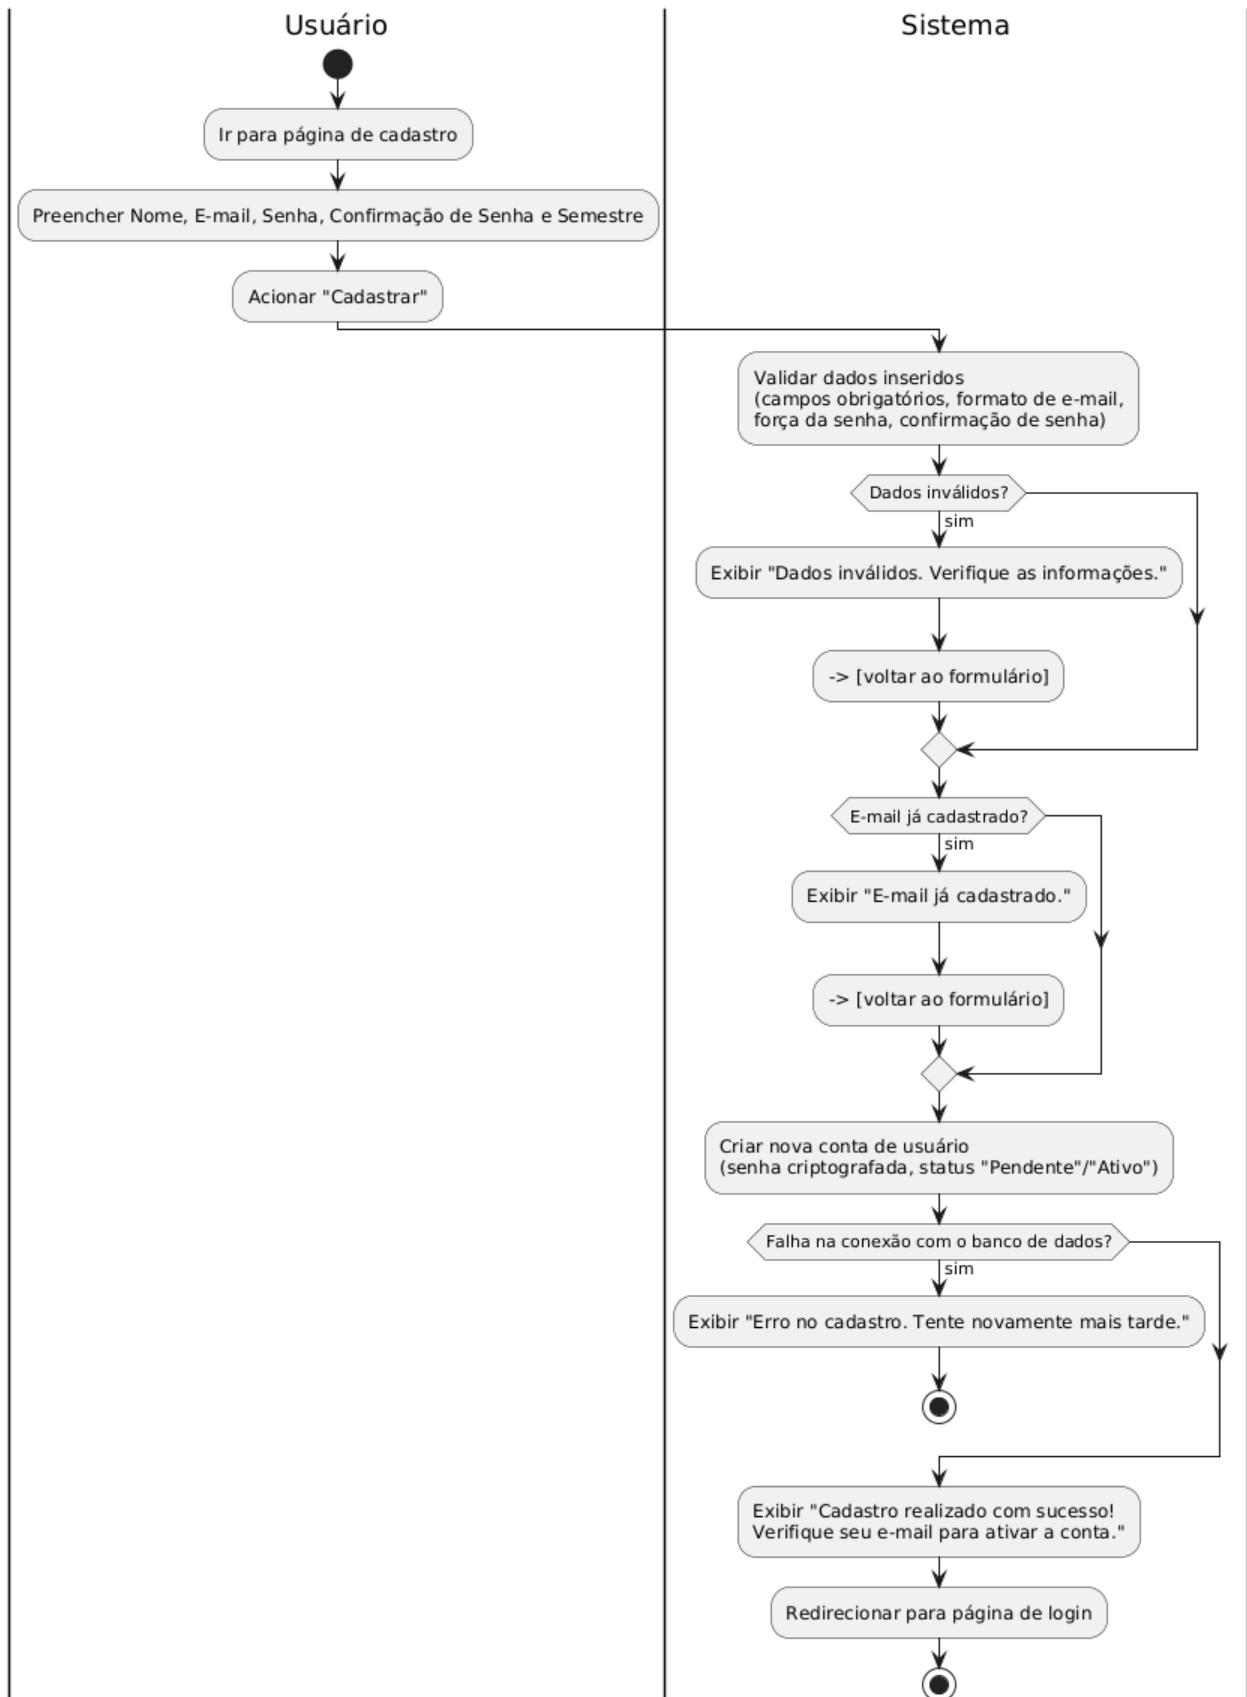 Usuário
Sistema
Ir para página de cadastro
Preencher Nome, E-mail, Senha, Confirmação de Senha e Semestre
Acionar "Cadastrar"
Validar dados inseridos
(campos obrigatórios, formato de e-mail,
força da senha, confirmação de senha)
Dados inválidos?
sim
Exibir "Dados inválidos. Verifique as informações."
-> [voltar ao formulário]
E-mail já cadastrado?
sim
Exibir "E-mail já cadastrado."
-> [voltar ao formulário]
Criar nova conta de usuário
(senha criptografada, status "Pendente"/"Ativo")
Falha na conexão com o banco de dados?
sim
Exibir "Erro no cadastro. Tente novamente mais tarde."
Exibir "Cadastro realizado com sucesso!
Verifique seu e-mail para ativar a conta."
Redirecionar para página de login